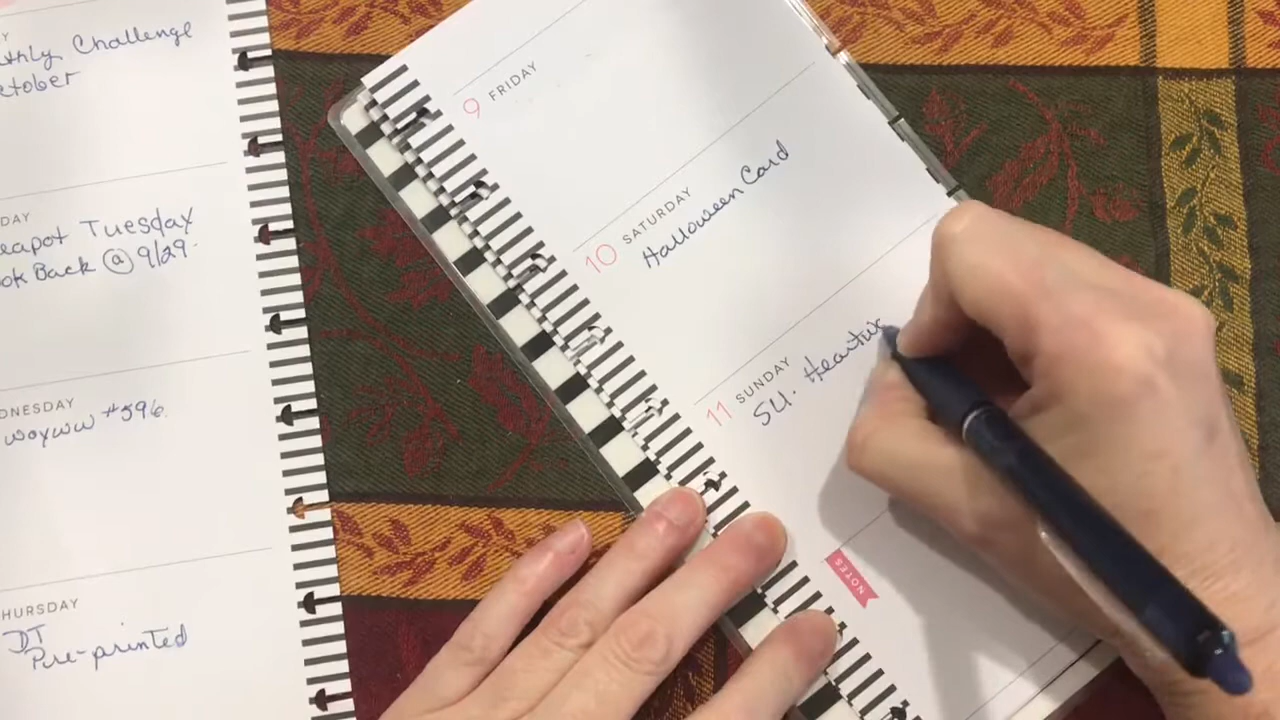 Y
thly Challenge
ctober
DAY
eapot Tuesday
ok Back @ 9/29.
DNESDAY
WOYWW #596.
HURSDAY
DT
Pre-printed
9 FRIDAY
10 SATURDAY
Halloween Card
11 SUNDAY
SU.
NOTES